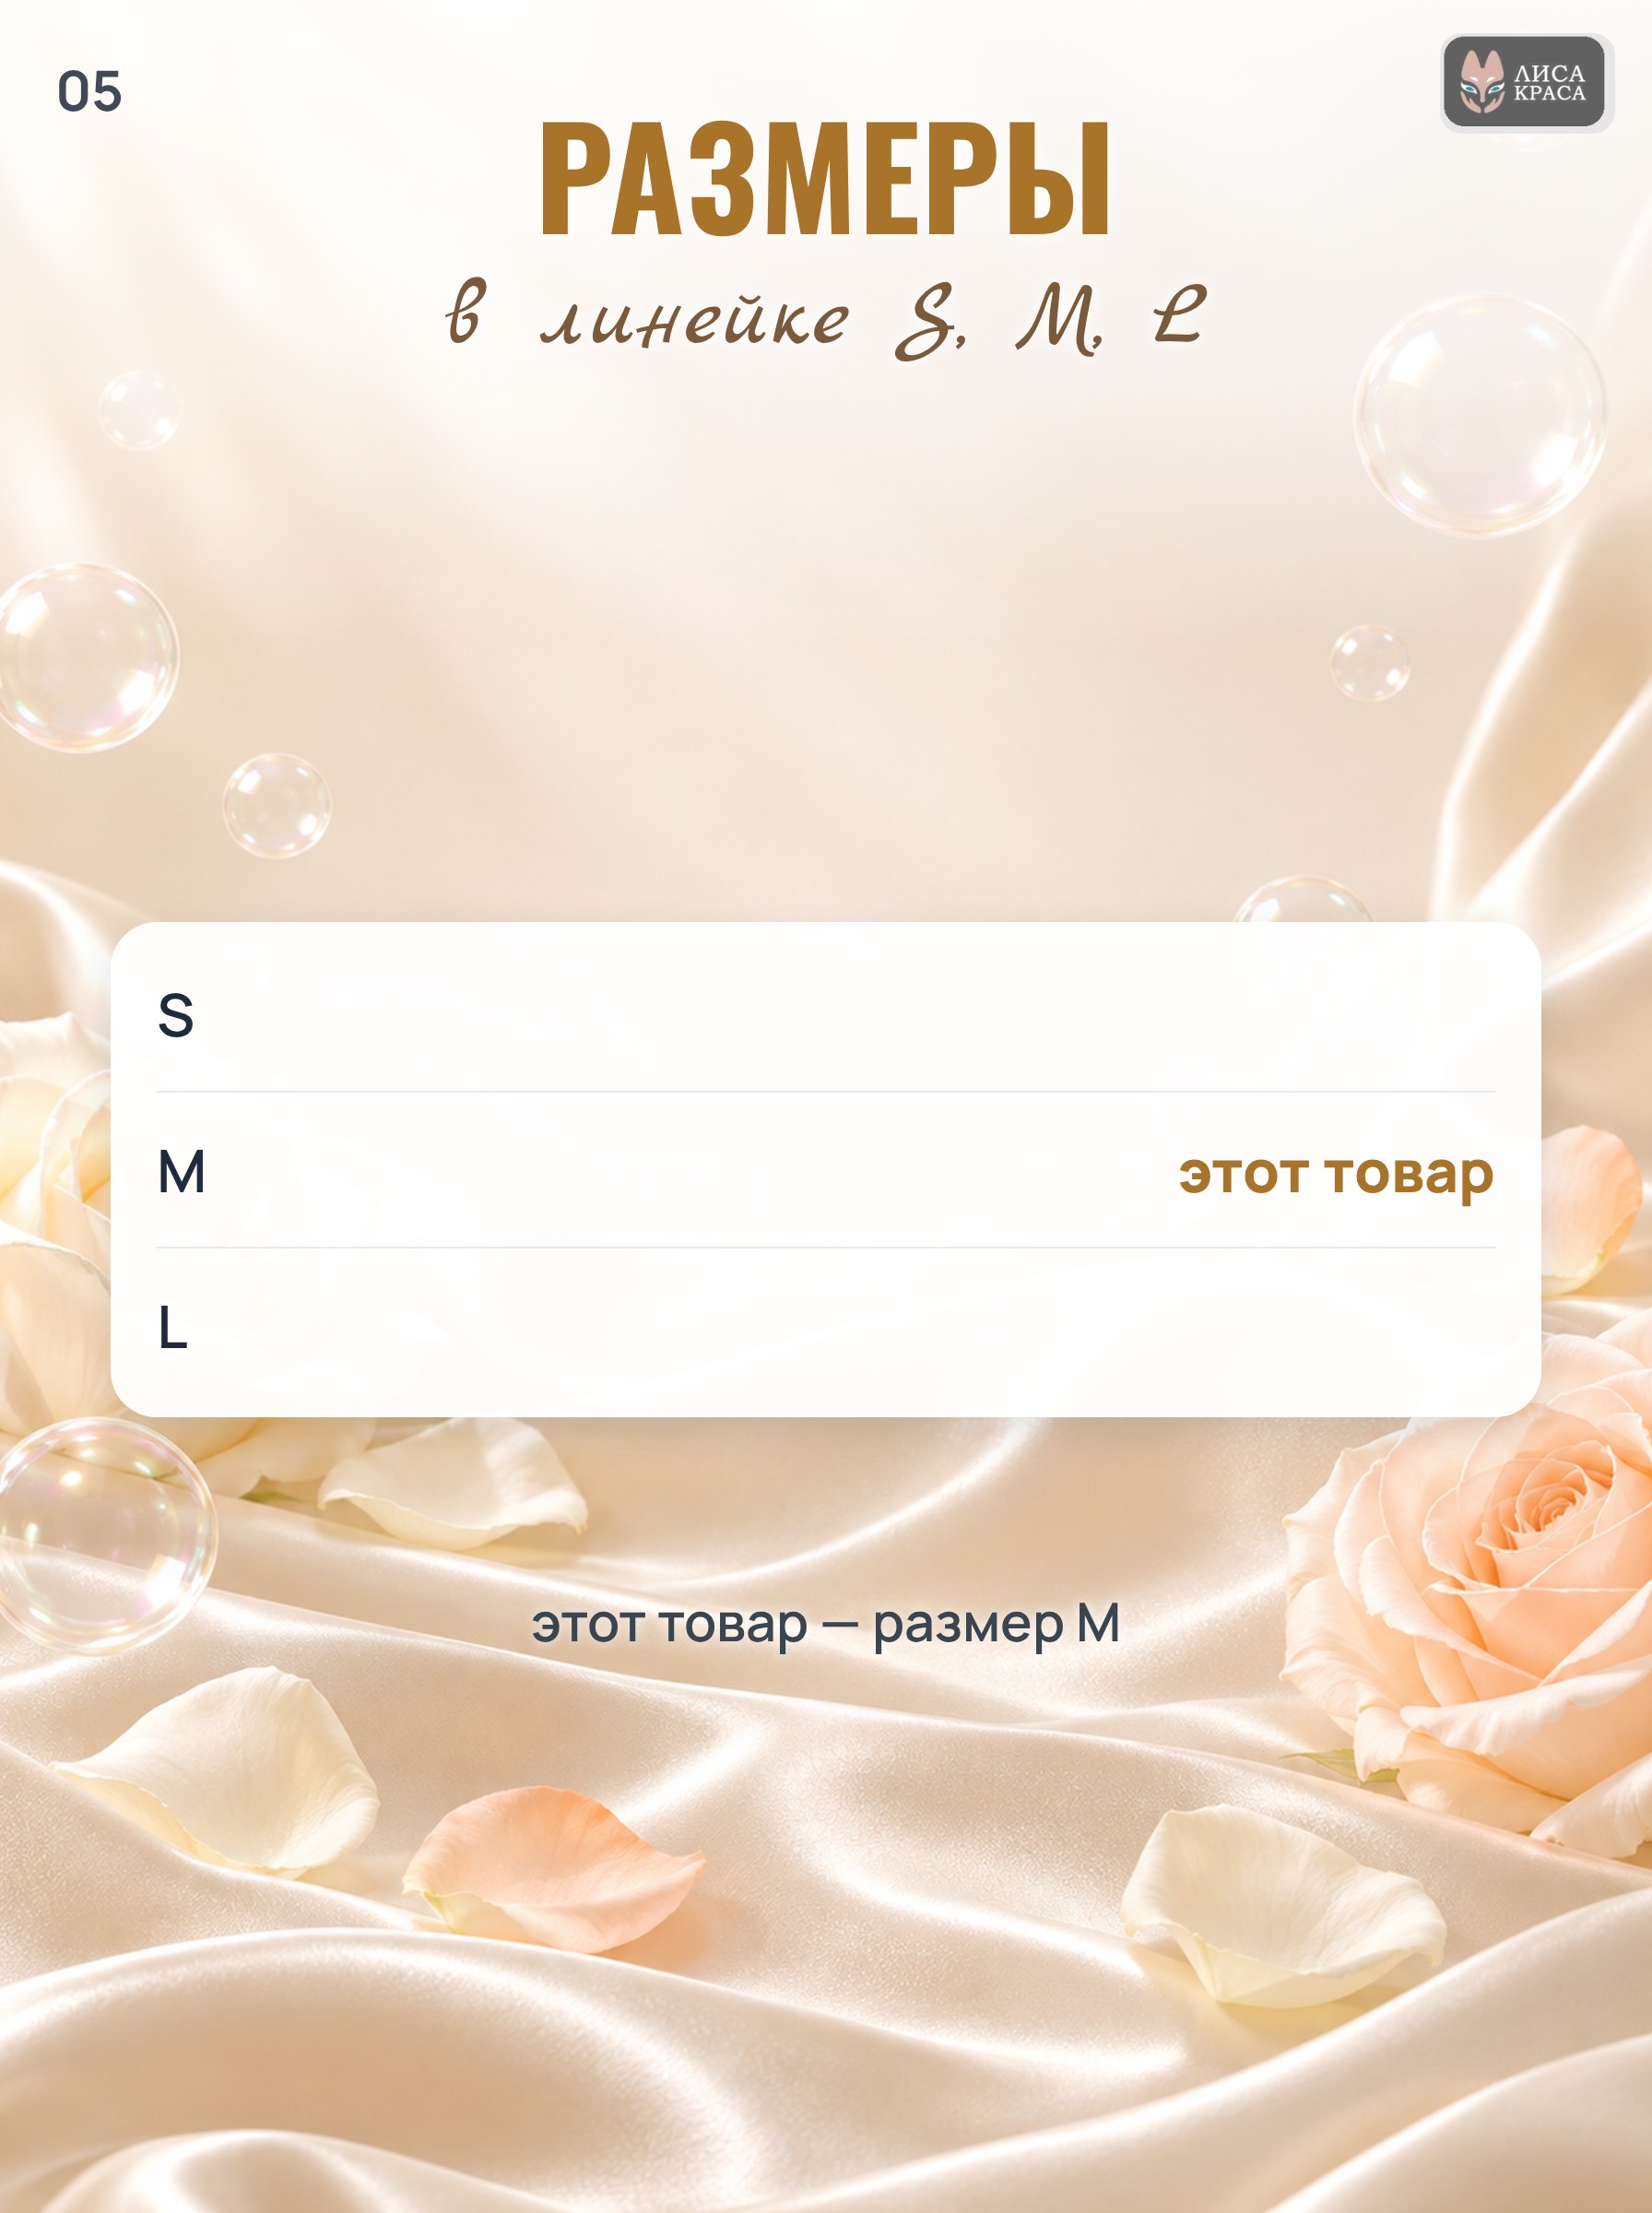 05
ЛИСА
КРАСА
РАЗМЕРЫ
в линейке S, M, L
S
M этот товар
L
этот товар — размер M